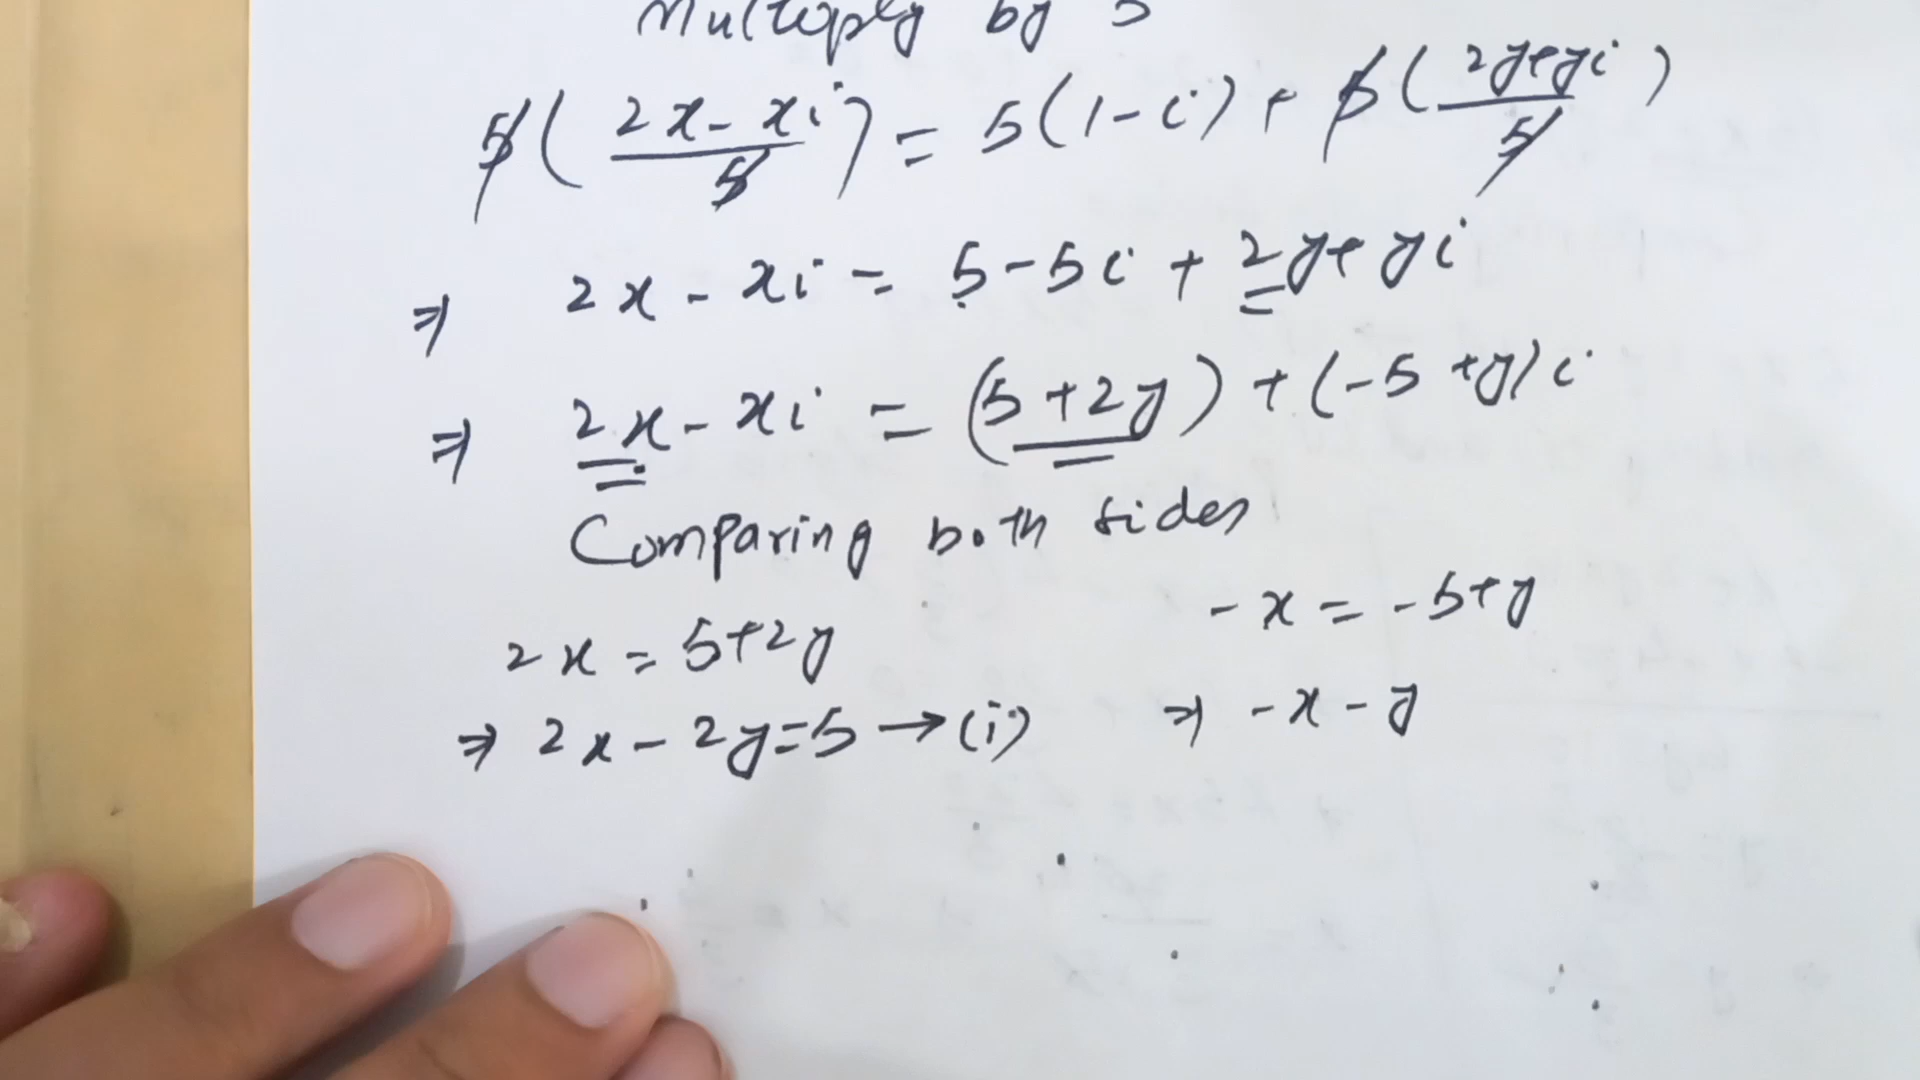 Multiply by 5
5(2x-xi/5) = 5(1-i) + 5(2y+yi/5)
⇒ 2x - xi = 5-5i + 2y+yi
⇒ 2x - xi = (5+2y) + (-5+y)i
Comparing both sides
2x = 5+2y    -x = -5+y
⇒ 2x - 2y=5 → (i)    ⇒ -x-y